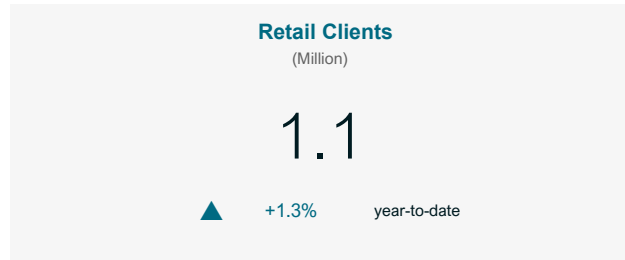 Retail Clients
(Million)
1.1
+1.3% year-to-date